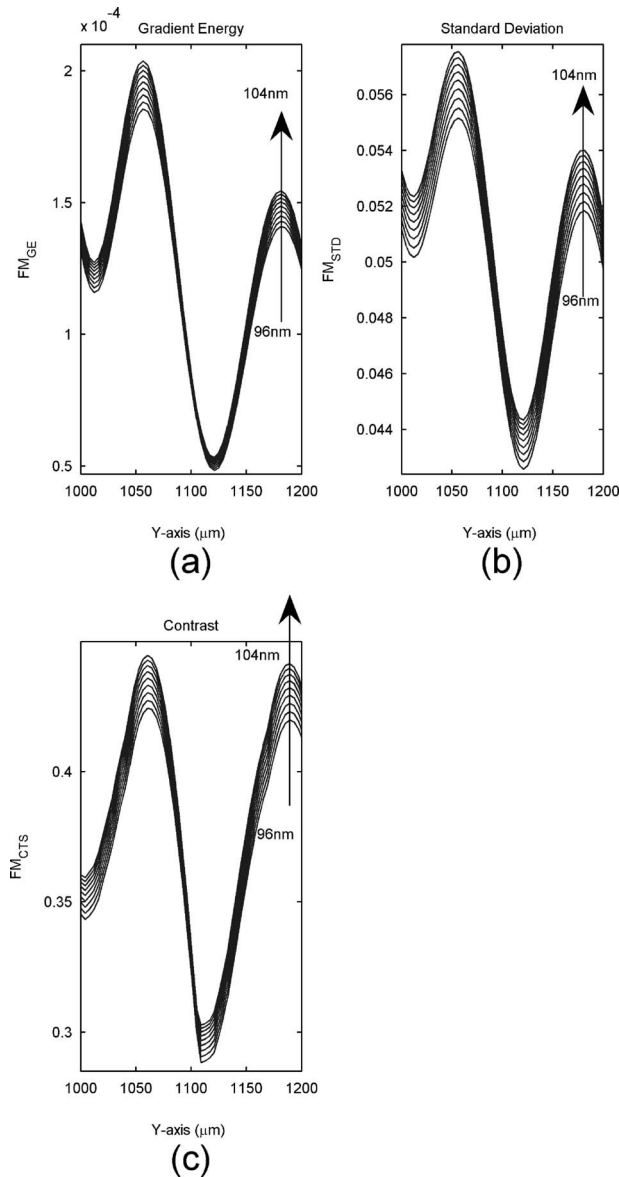 x 10⁻⁴
Gradient Energy
2
1.5
1
0.5
104nm
96nm
FM_GE
1000 1050 1100 1150 1200
Y-axis (μm)
(a)
Standard Deviation
0.056
0.054
0.052
0.05
0.048
0.046
0.044
104nm
96nm
FM_STD
1000 1050 1100 1150 1200
Y-axis (μm)
(b)
Contrast
0.4
0.35
0.3
104nm
96nm
FM_CTS
1000 1050 1100 1150 1200
Y-axis (μm)
(c)